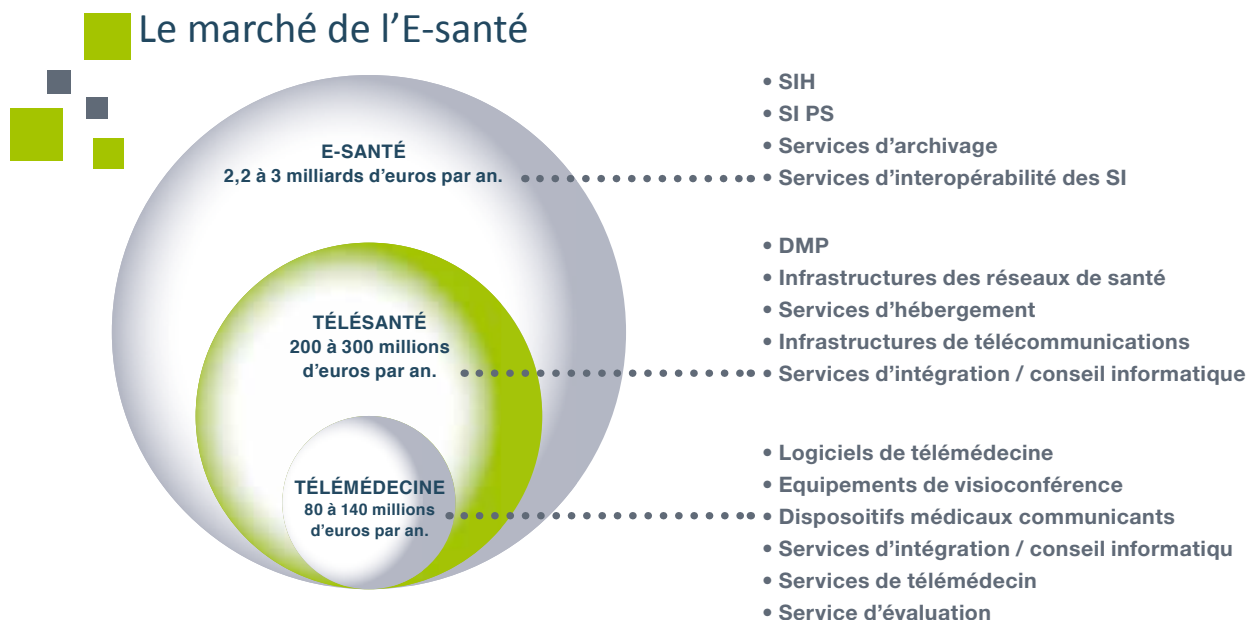 Le marché de l'E-santé
E-SANTÉ
2,2 à 3 milliards d'euros par an.
• SIH
• SI PS
• Services d'archivage
• Services d'interopérabilité des SI
TÉLÉSANTÉ
200 à 300 millions
d'euros par an.
• DMP
• Infrastructures des réseaux de santé
• Services d'hébergement
• Infrastructures de télécommunications
• Services d'intégration / conseil informatique
TÉLÉMÉDECINE
80 à 140 millions
d'euros par an.
• Logiciels de télémédecine
• Equipements de visioconférence
• Disposoitifs médicaux communicants
• Services d'intégration / conseil informatiqu
• Services de télémédecin
• Service d'évaluation